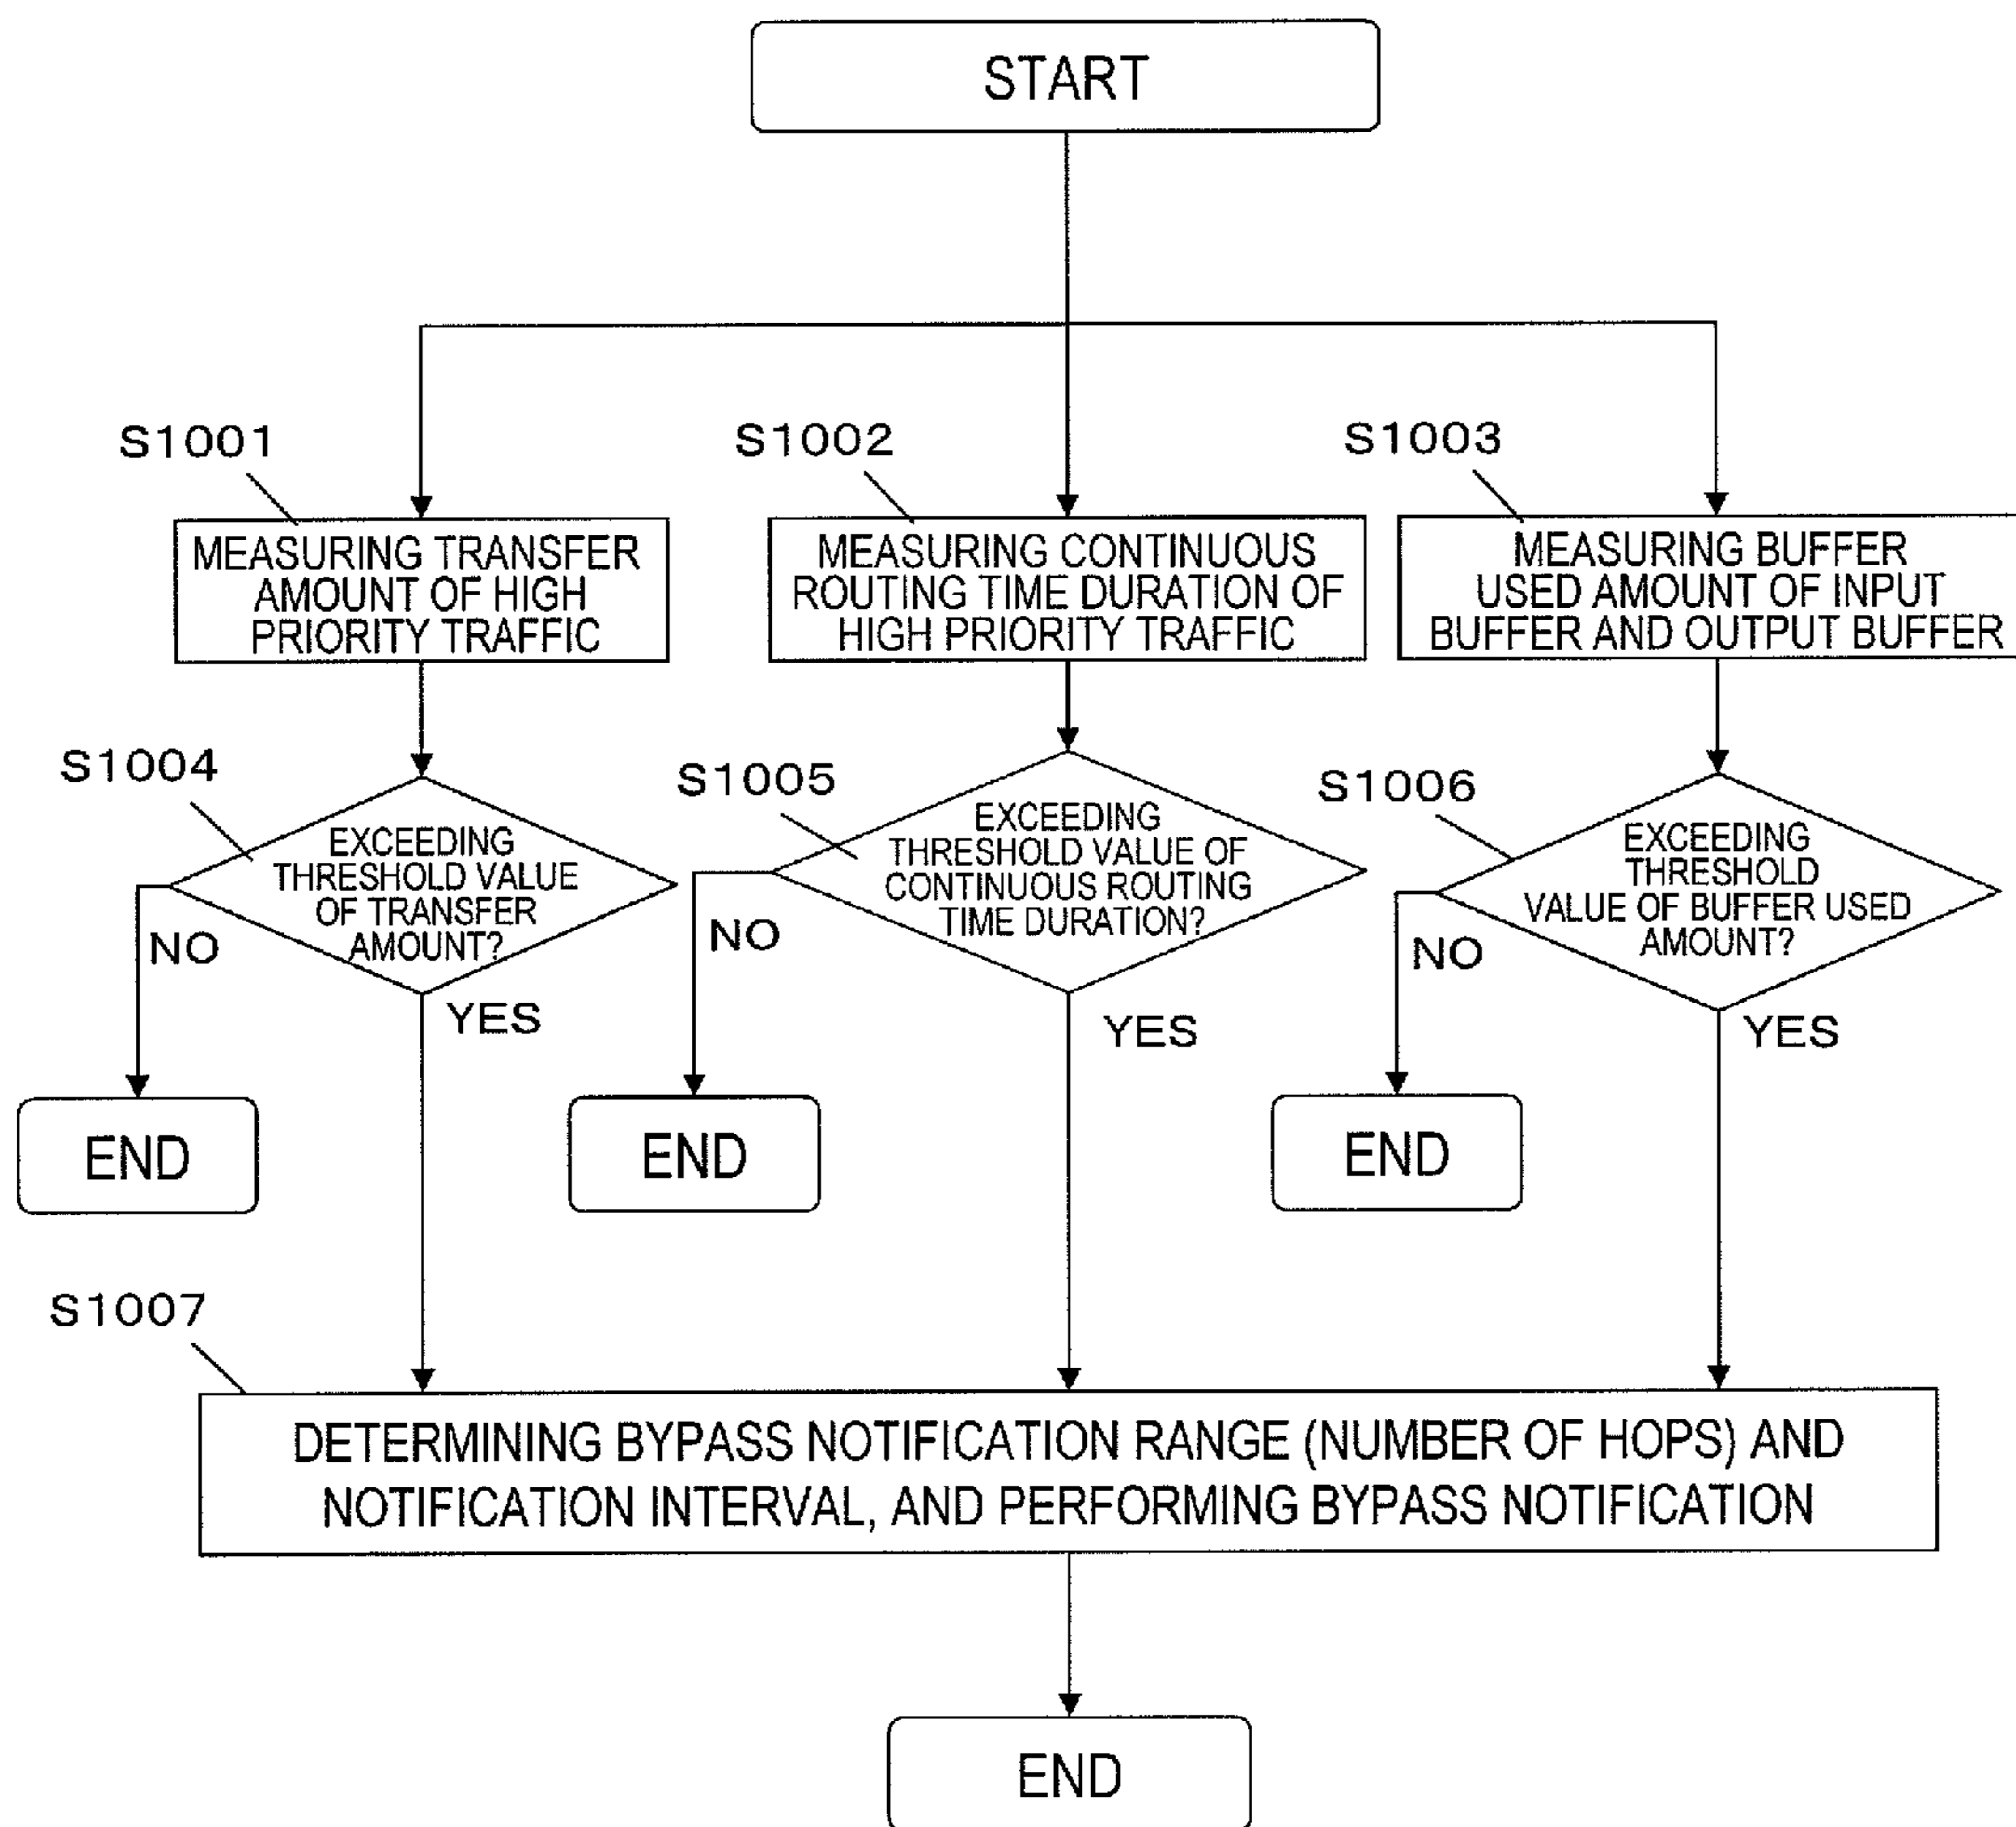 START
S1001
MEASURING TRANSFER
AMOUNT OF HIGH
PRIORITY TRAFFIC
S1002
MEASURING CONTINUOUS
ROUTING TIME DURATION OF
HIGH PRIORITY TRAFFIC
S1003
MEASURING BUFFER
USED AMOUNT OF INPUT
BUFFER AND OUTPUT BUFFER
S1004
EXCEEDING
THRESHOLD VALUE
OF TRANSFER
AMOUNT?
NO
YES
END
S1005
EXCEEDING
THRESHOLD VALUE OF
CONTINUOUS ROUTING
TIME DURATION?
NO
YES
END
S1006
EXCEEDING
THRESHOLD
VALUE OF BUFFER USED
AMOUNT?
NO
YES
END
S1007
DETERMINING BYPASS NOTIFICATION RANGE (NUMBER OF HOPS) AND
NOTIFICATION INTERVAL, AND PERFORMING BYPASS NOTIFICATION
END